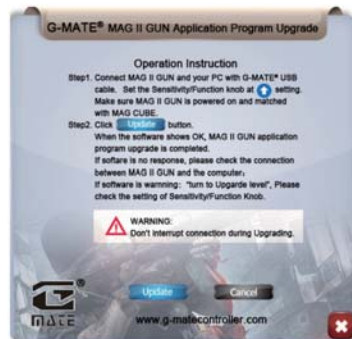 G-MATE® MAG II GUN Application Program Upgrade
Operation Instruction
Step1. Connect MAG II GUN and your PC with G-MATE® USB
cable. Set the Sensitivity/Function knob at setting.
Make sure MAG II GUN is powered on and matched
with MAG CUBE.
Step2. Click Update button.
When the software shows OK, MAG II GUN application
program upgrade is completed.
If softare is no response, please check the connection
between MAG II GUN and the computer;
If software is warnning: "turn to Upgarde level", Please
check the setting of Sensitivity/Function Knob.
WARNING:
Don't interrupt connection during Upgrading.
Update Cancel
G MATE ®
www.g-matecontroller.com